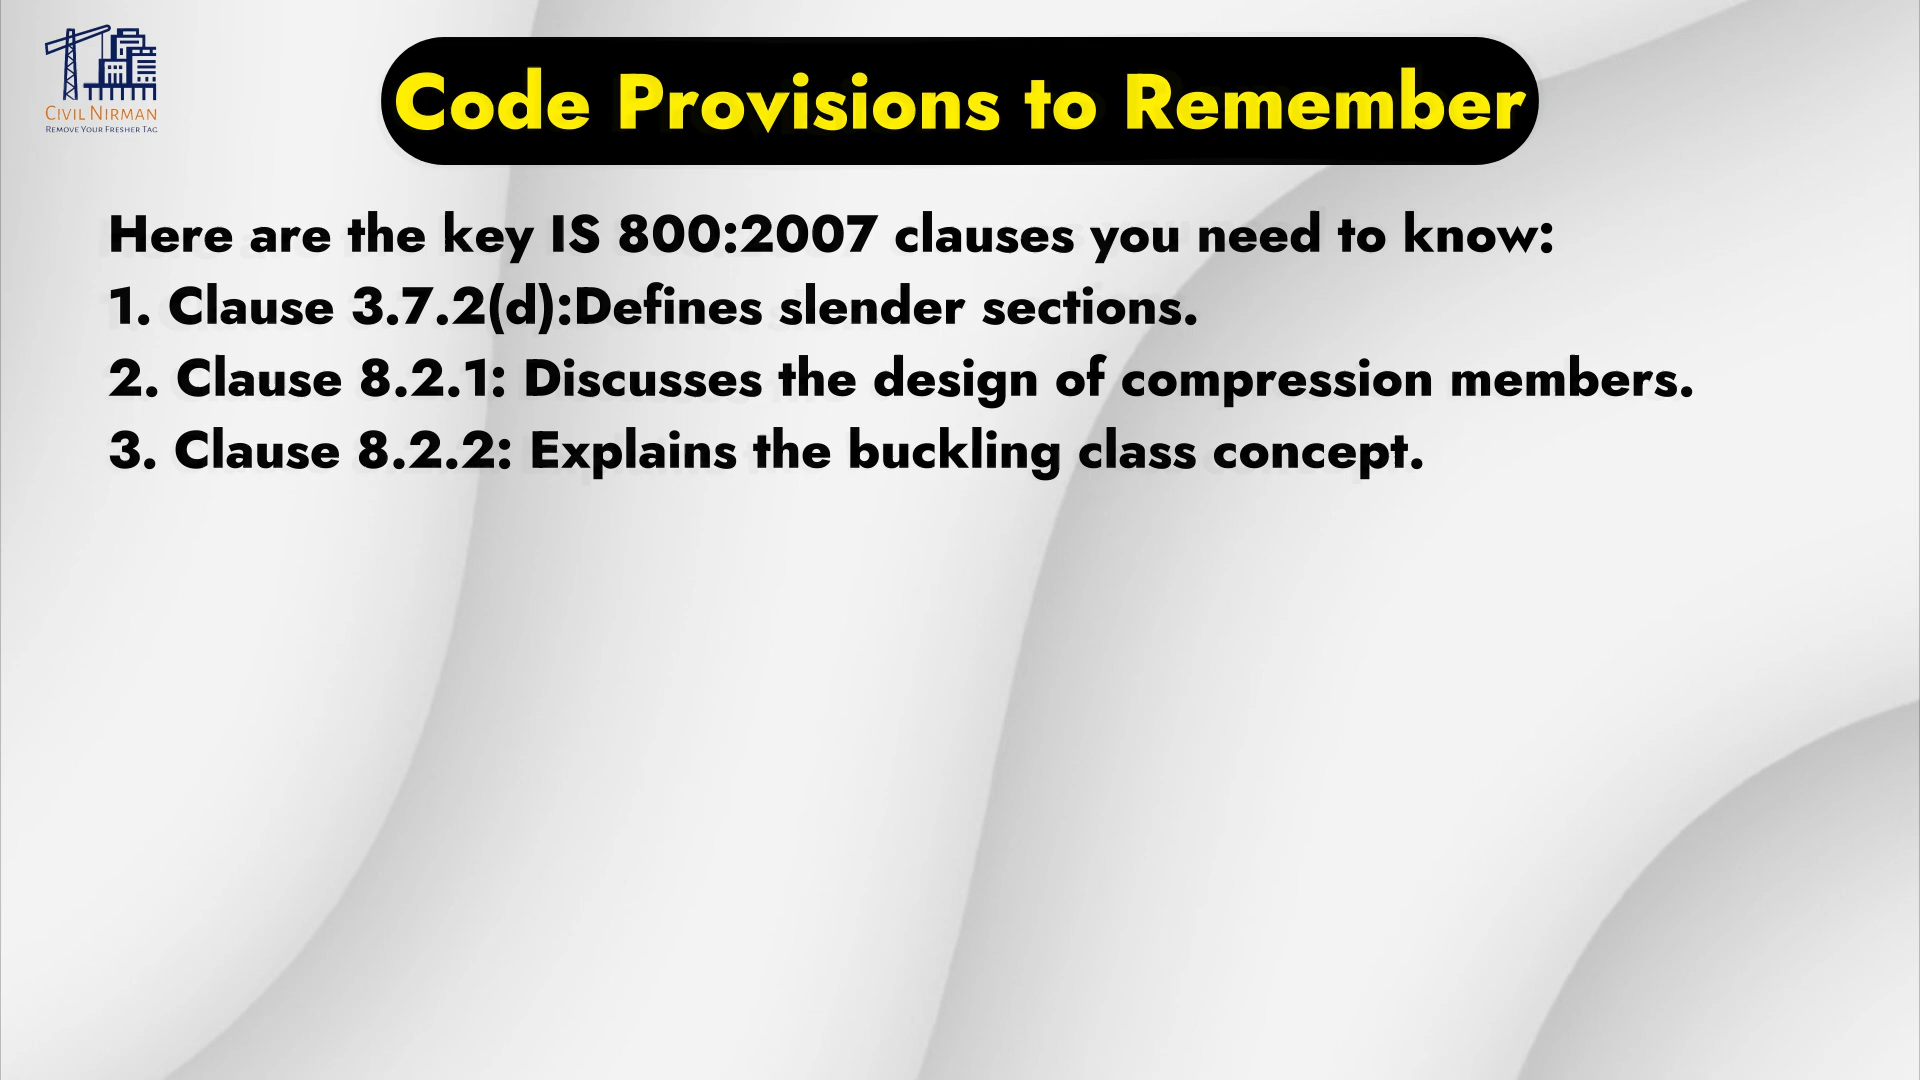 CIVIL NIRMAN
REMOVE YOUR FRESHER TAG
Code Provisions to Remember
Here are the key IS 800:2007 clauses you need to know:
1. Clause 3.7.2(d):Defines slender sections.
2. Clause 8.2.1: Discusses the design of compression members.
3. Clause 8.2.2: Explains the buckling class concept.